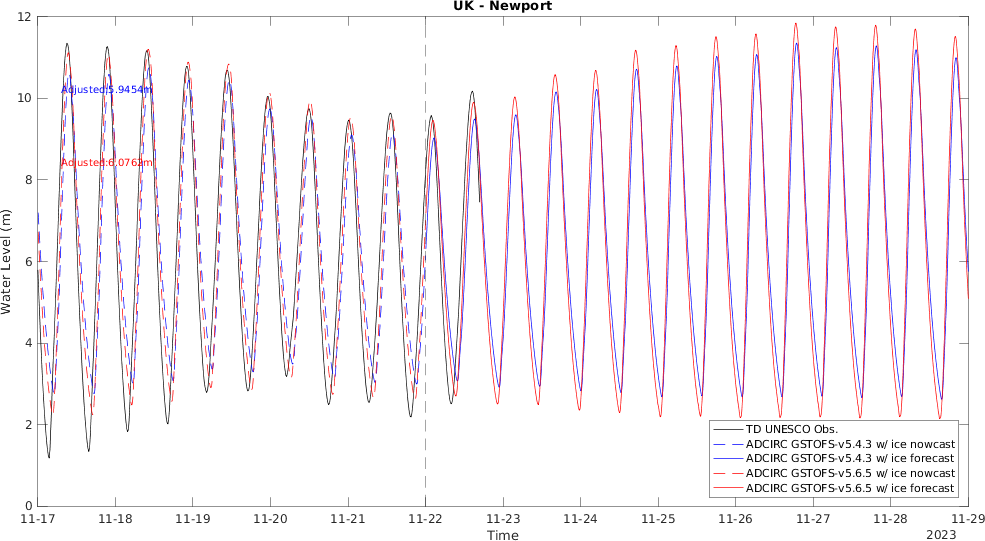 UK - Newport
12
10
8
6
4
2
0
Water Level (m)
Adjusted:5.9454m
Adjusted:6.0762m
TD UNESCO Obs.
ADCIRC GSTOFS-v5.4.3 w/ ice nowcast
ADCIRC GSTOFS-v5.4.3 w/ ice forecast
ADCIRC GSTOFS-v5.6.5 w/ ice nowcast
ADCIRC GSTOFS-v5.6.5 w/ ice forecast
11-17 11-18 11-19 11-20 11-21 11-22 11-23 11-24 11-25 11-26 11-27 11-28 11-29
Time
2023